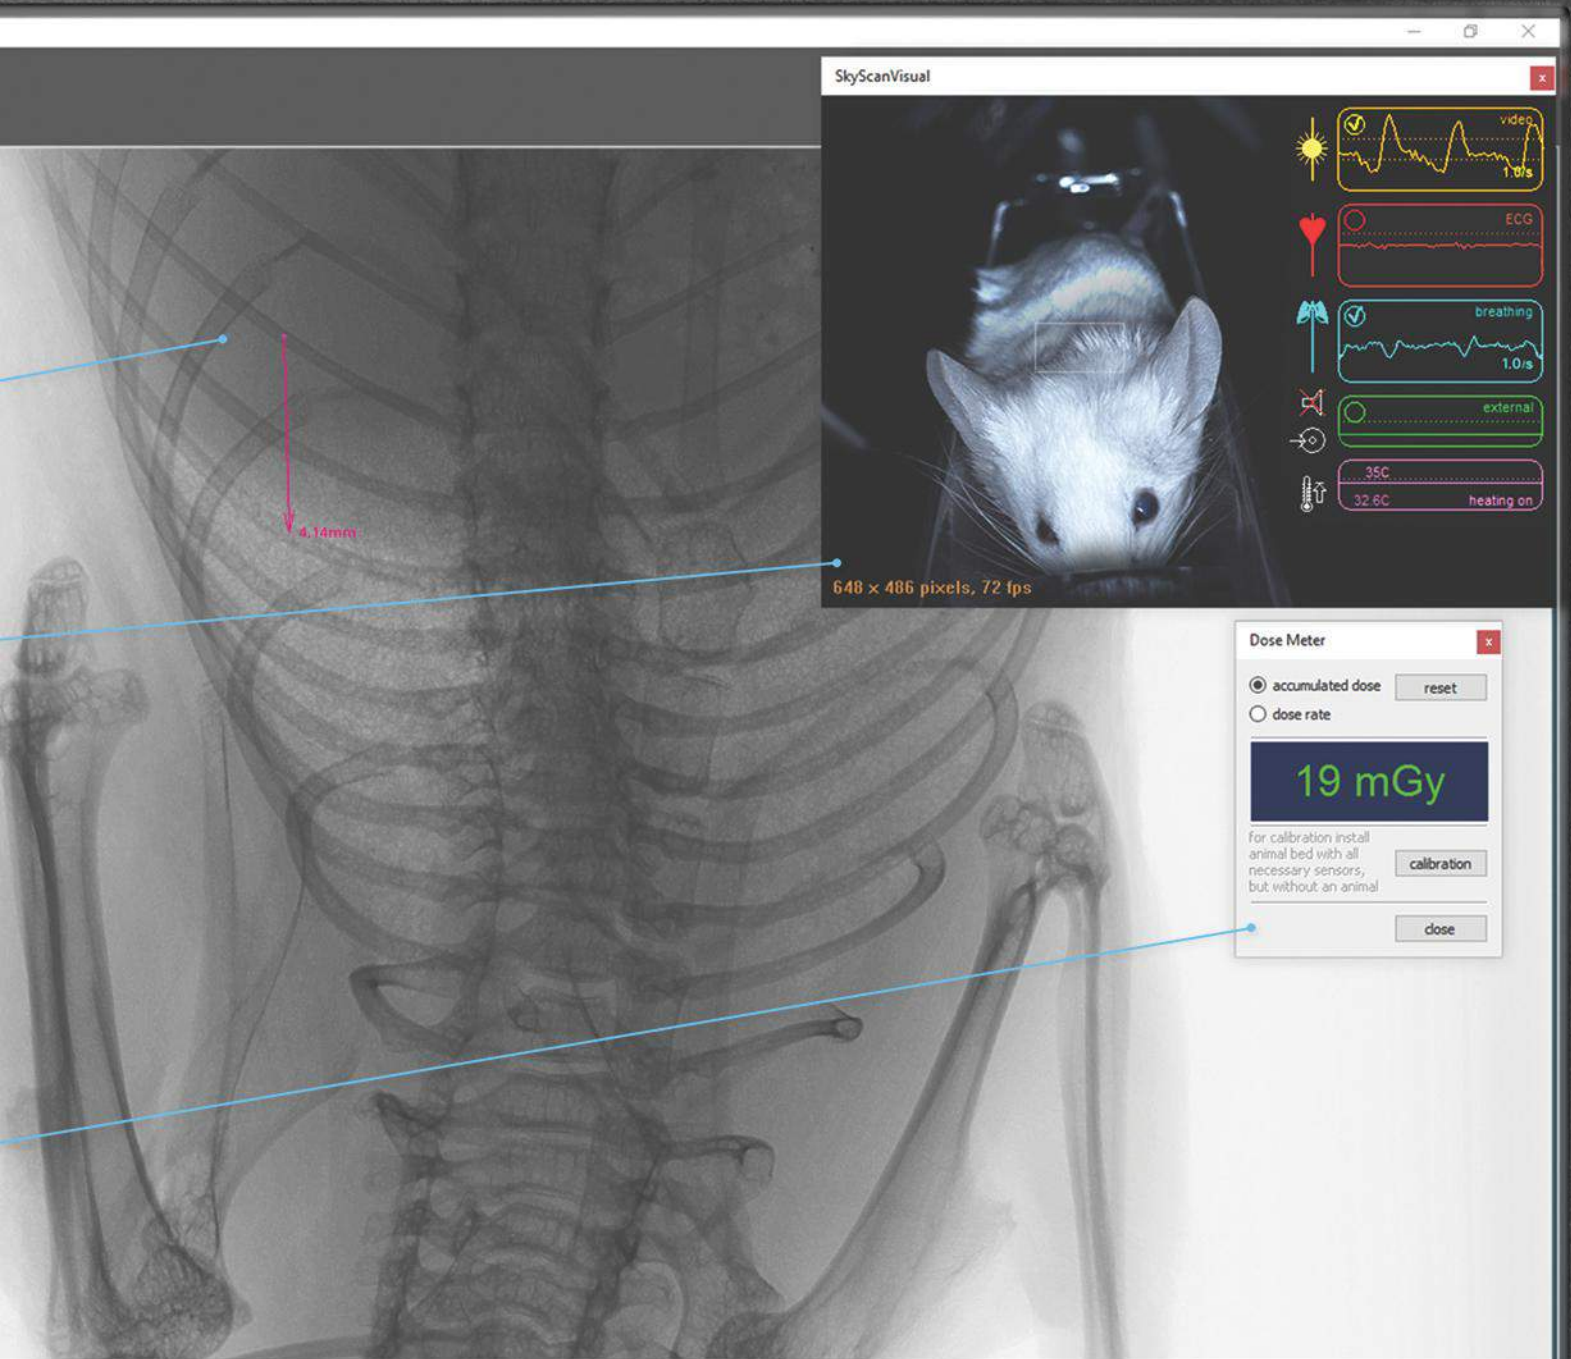 SkyScanVisual
x
video
1.0/s
ECG
breathing
1.0/s
external
35C
32.6C heating on
648 x 486 pixels, 72 fps
4.14mm
Dose Meter
x
accumulated dose
reset
dose rate
19 mGy
for calibration install
animal bed with all
necessary sensors,
but without an animal
calibration
close